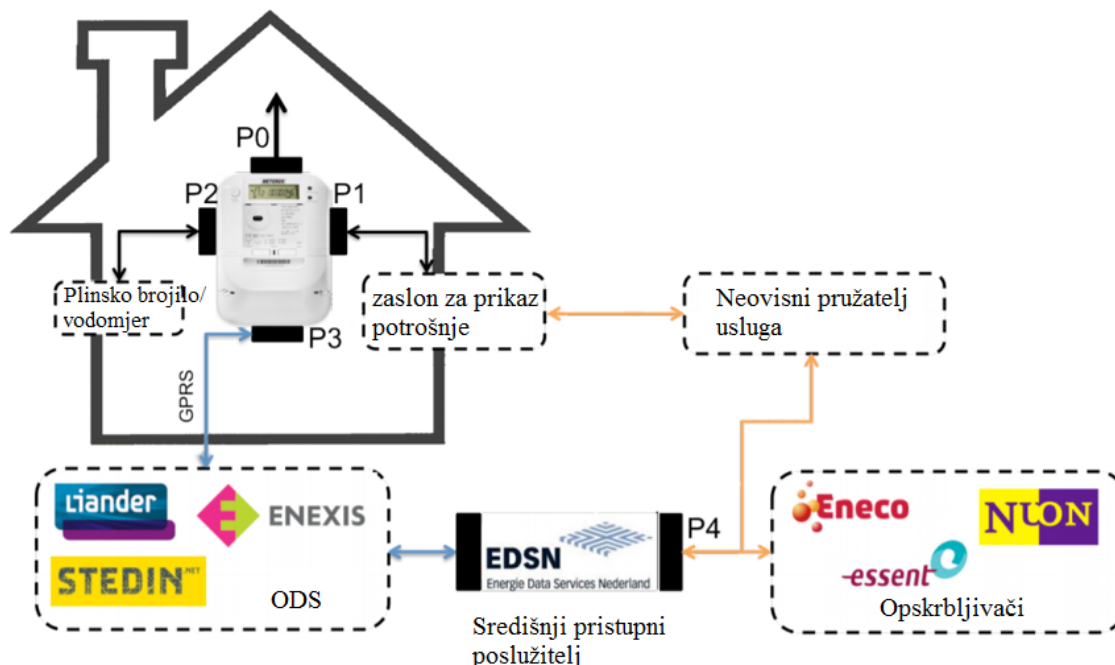 P0
P2
P1
Plinsko brojilo/
vodomjer
zaslon za prikaz
potrošnje
Neovisni pružatelj
usluga
P3
GPRS
Liander
ENEXIS
STEDIN.NET
ODS
EDSN
Energie Data Services Nederland
P4
Središnji pristupni
poslužitelj
Eneco
NUON
essent
Opskrbljivači